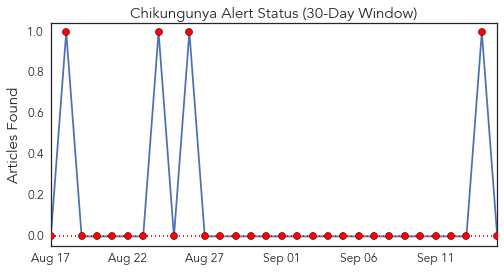 Chikungunya Alert Status (30-Day Window)
Articles Found
1.0
0.8
0.6
0.4
0.2
0.0
Aug 17 Aug 22 Aug 27 Sep 01 Sep 06 Sep 11